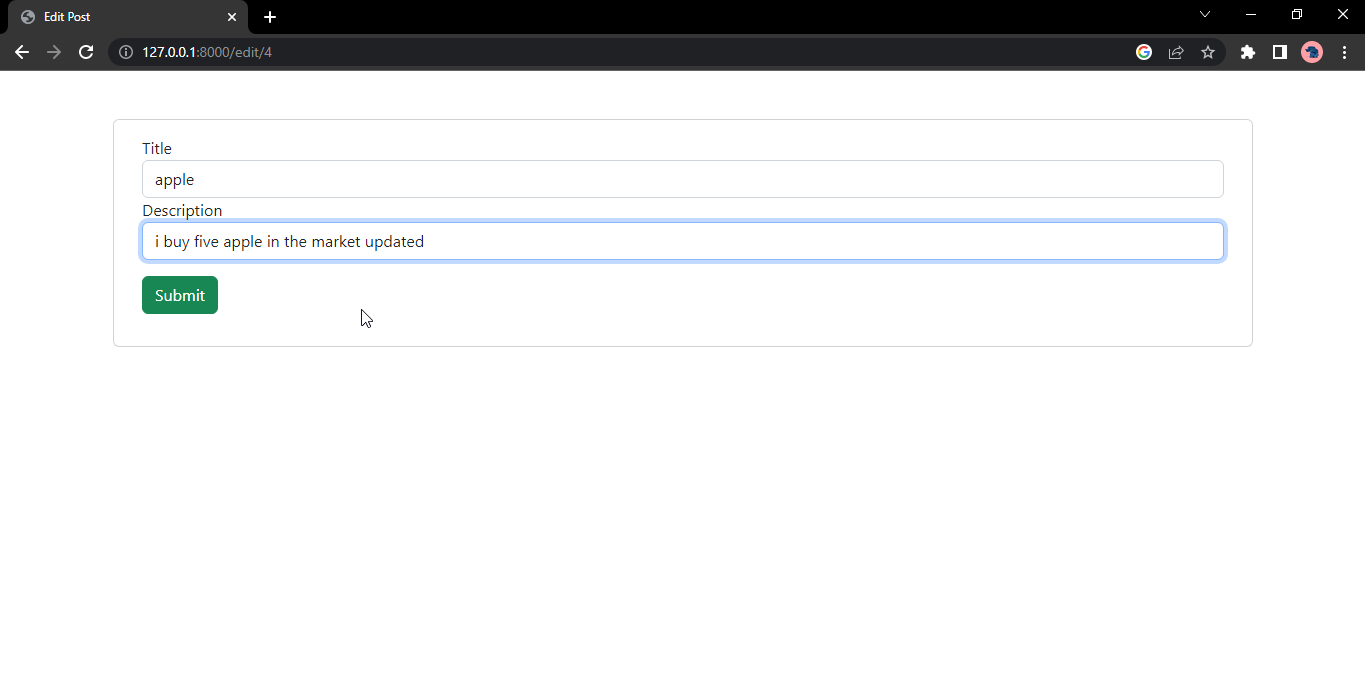 Edit Post
127.0.0.1:8000/edit/4
Title
apple
Description
i buy five apple in the market updated
Submit